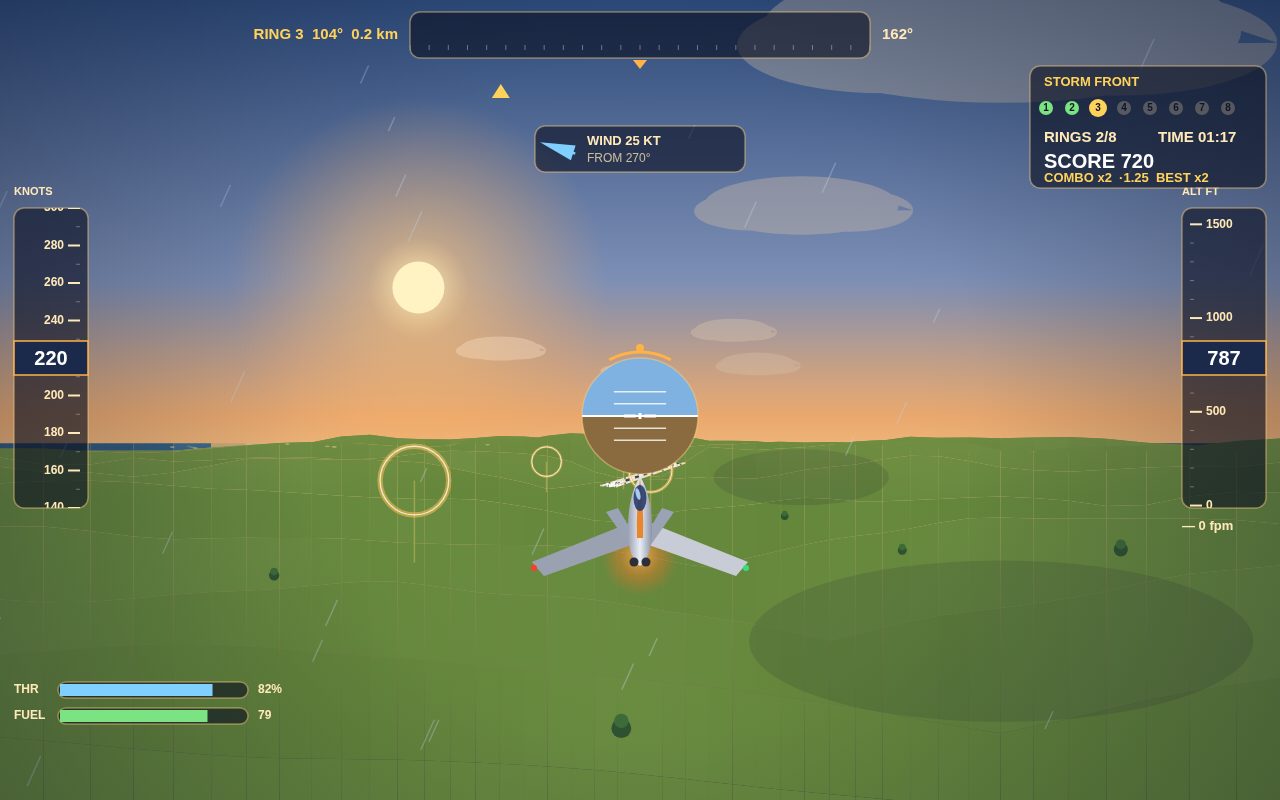 RING 3 104° 0.2 km
162°
STORM FRONT
1 2 3 4 5 6 7 8
RINGS 2/8 TIME 01:17
SCORE 720
COMBO x2 ·1.25 BEST x2
WIND 25 KT
FROM 270°
KNOTS
300
280
260
240
220
200
180
160
140
ALT FT
1500
1000
787
500
0
— 0 fpm
THR 82%
FUEL 79